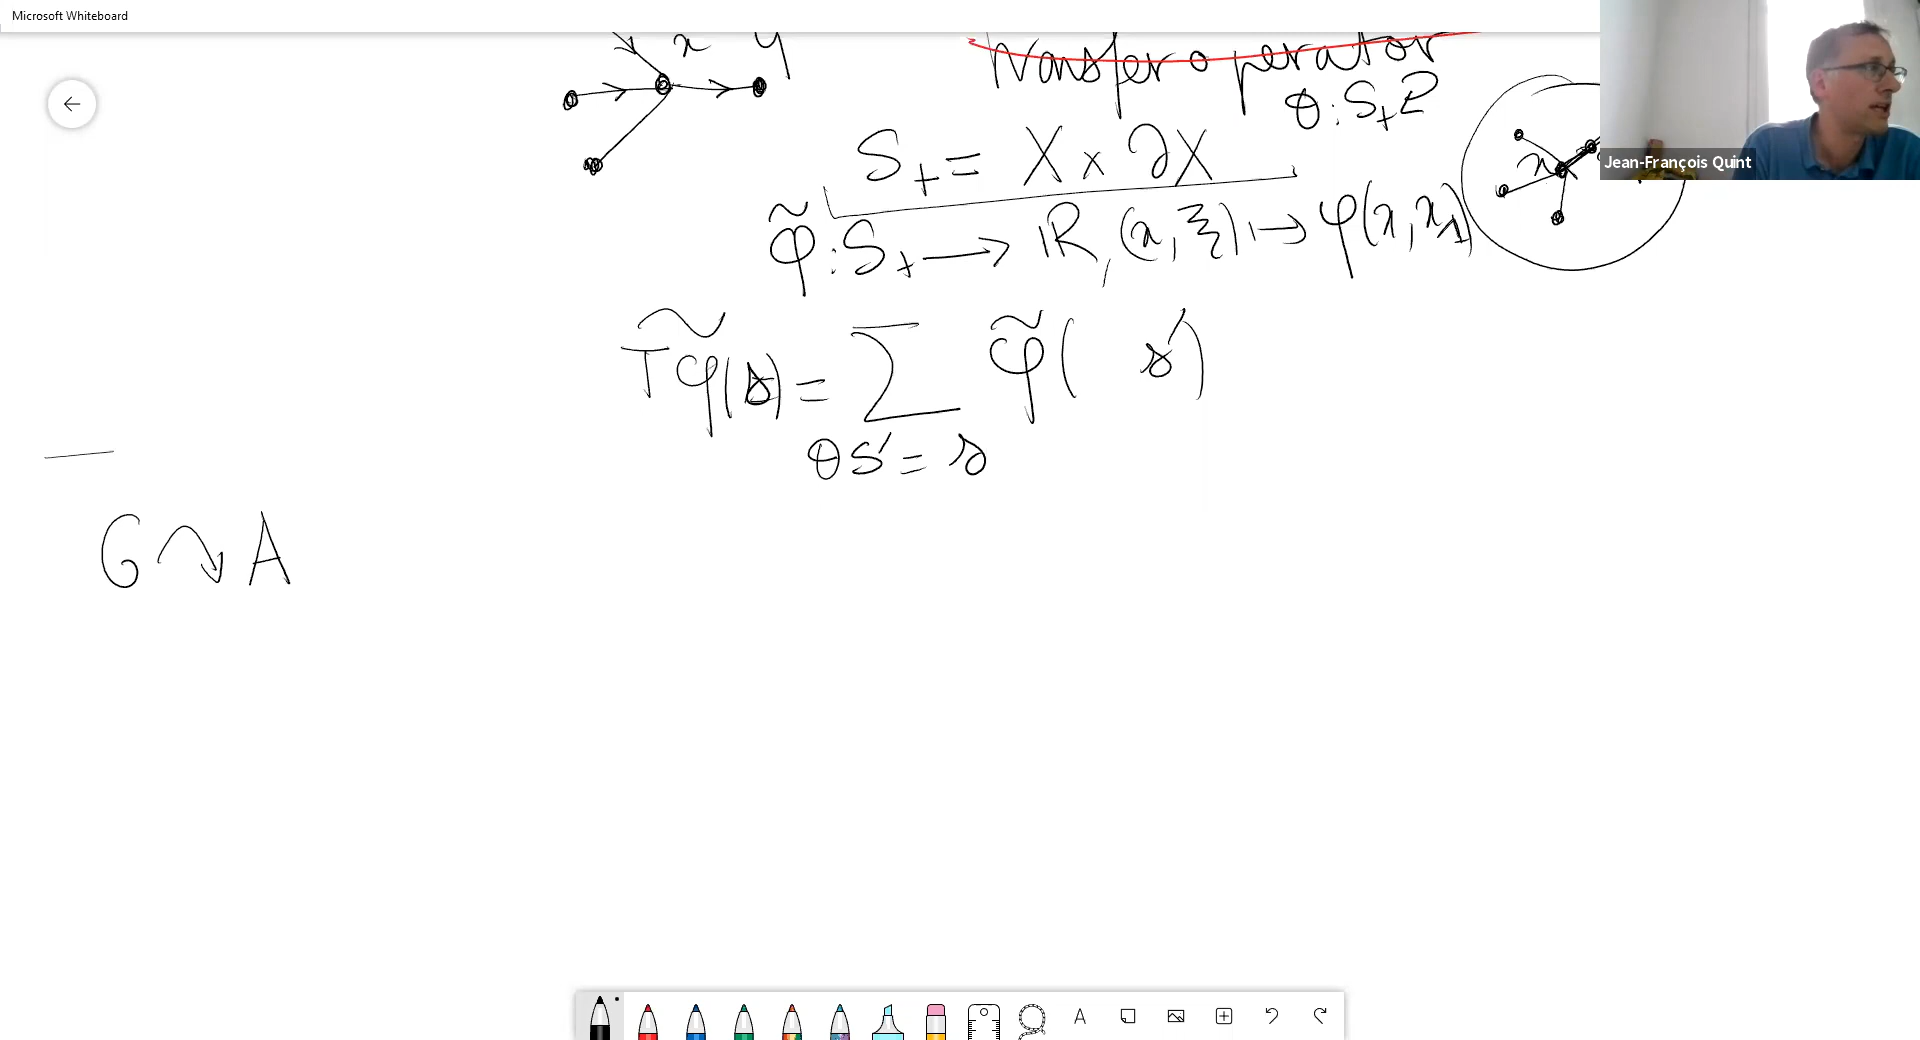 Microsoft Whiteboard
x y
Transfer operator
θ : S₊
S₊ = X × ∂X
x
Jean-François Quint
φ̃ : S₊ → ℝ, (x, ξ) ↦ φ(x, x₁)
T͠φ(s) = ∑ φ̃( s')
θs' = s
G ↷ A
A